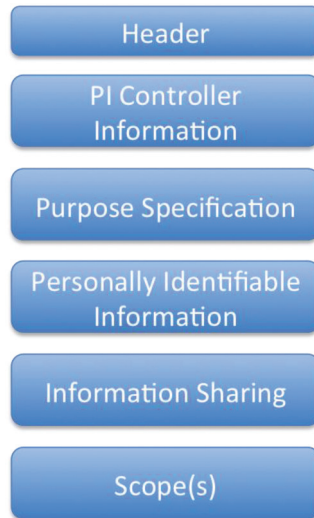 Header
PI Controller
Information
Purpose Specification
Personally Identifiable
Information
Information Sharing
Scope(s)